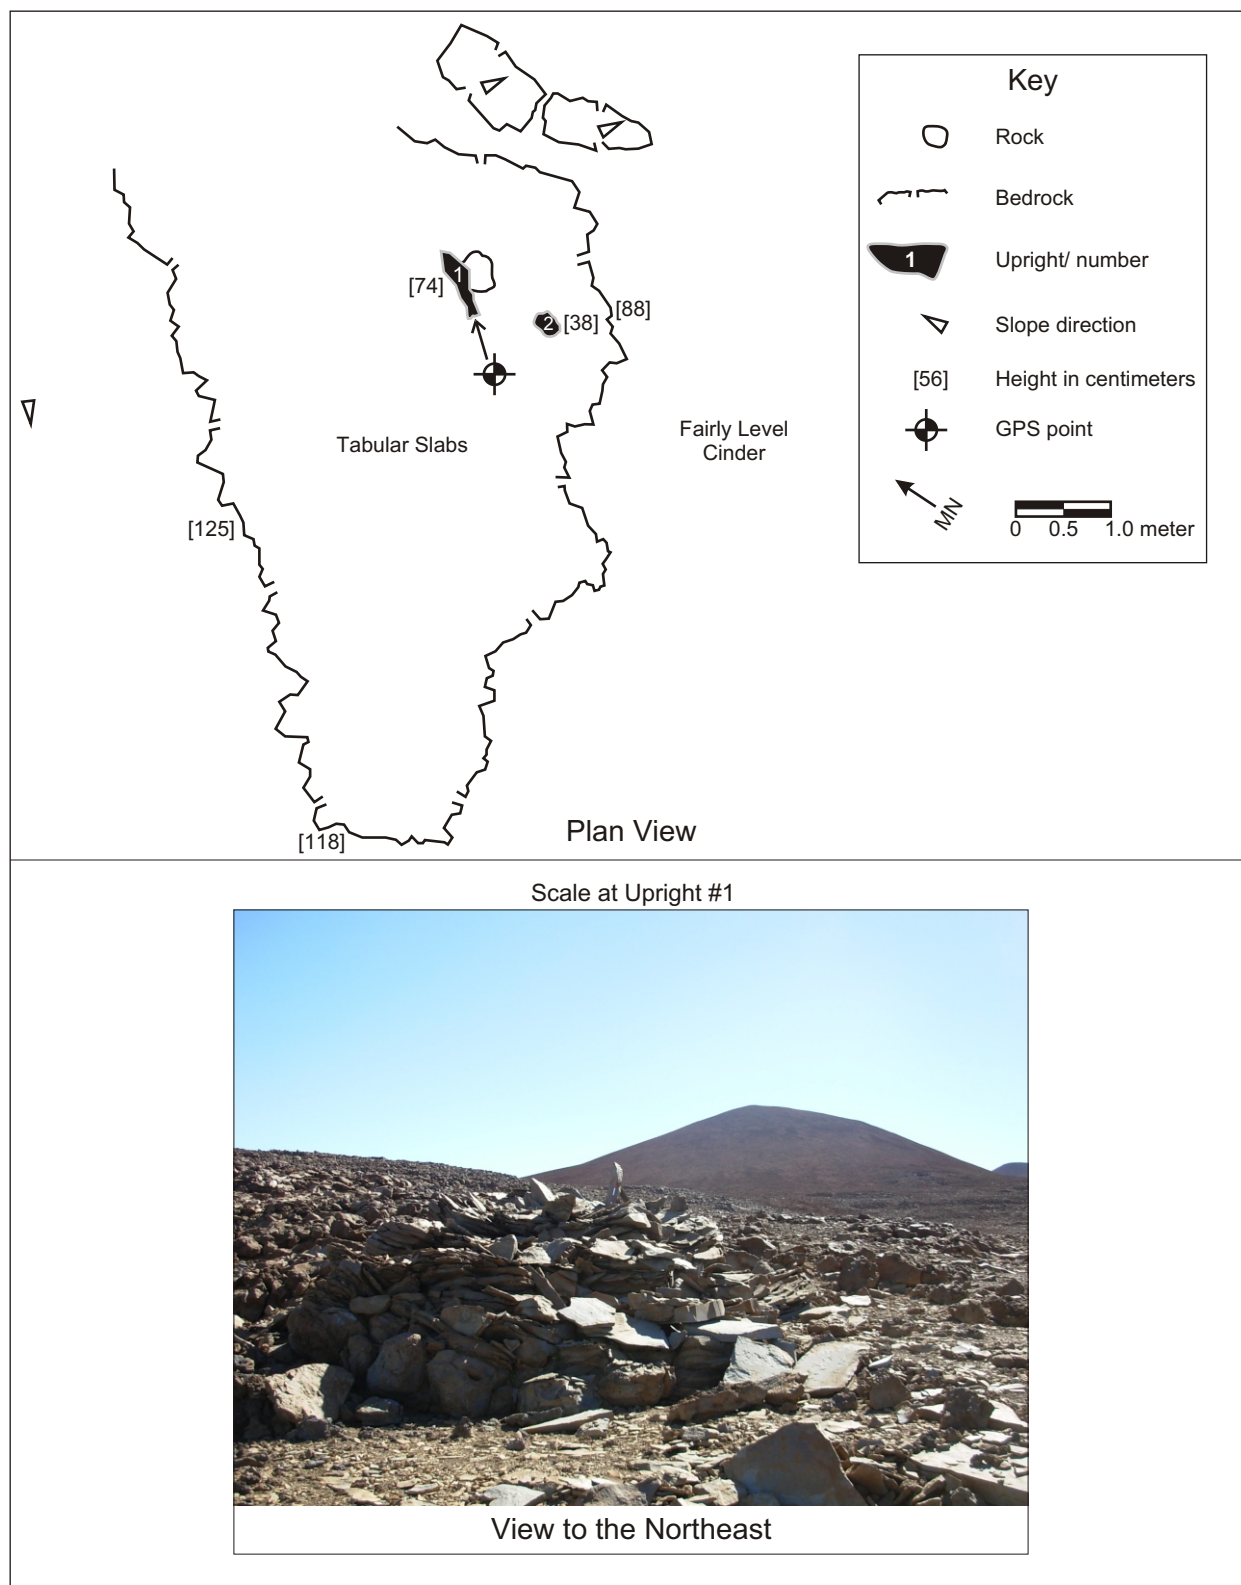 Key
Rock
Bedrock
1 Upright/ number
Slope direction
[56] Height in centimeters
GPS point
MN
0 0.5 1.0 meter
1
[74]
2 [38]
[88]
Tabular Slabs
Fairly Level
Cinder
[125]
[118]
Plan View
Scale at Upright #1
View to the Northeast